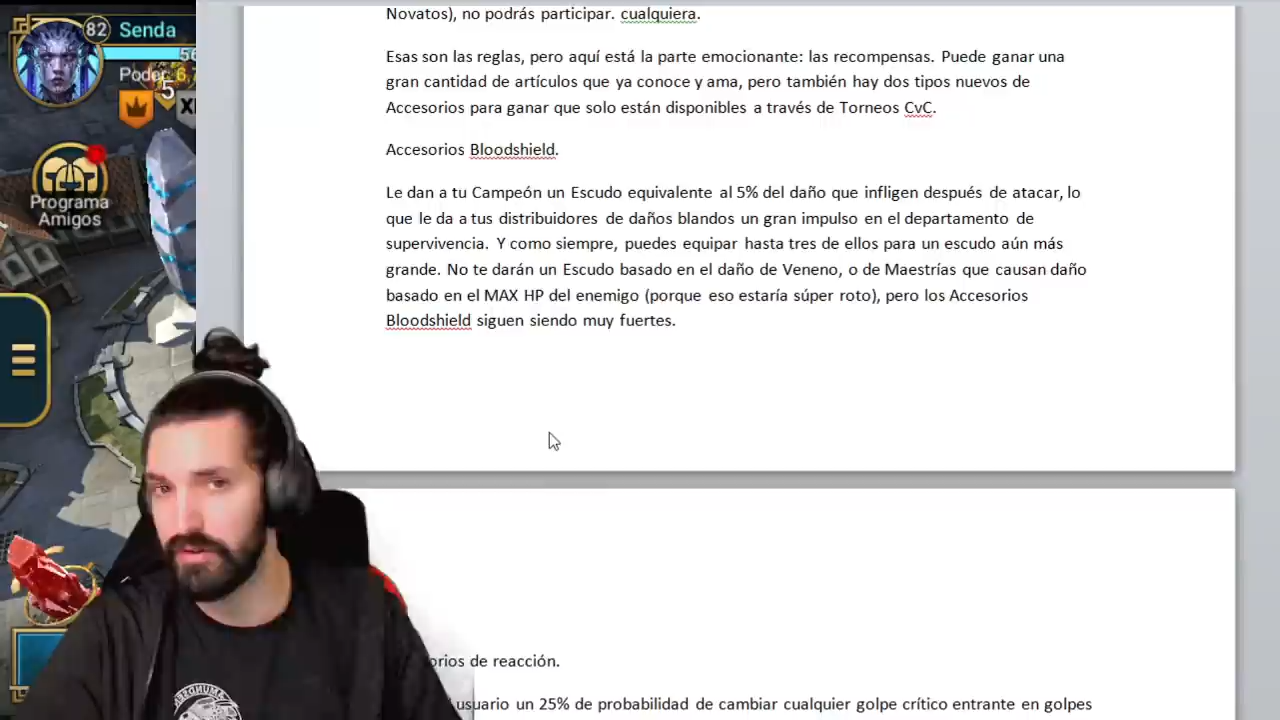 82 Senda
56
Poder: 6,7
5
XI
Programa
Amigos
Novatos), no podrás participar. cualquiera.
Esas son las reglas, pero aquí está la parte emocionante: las recompensas. Puede ganar una
gran cantidad de artículos que ya conoce y ama, pero también hay dos tipos nuevos de
Accesorios para ganar que solo están disponibles a través de Torneos CvC.
Accesorios Bloodshield.
Le dan a tu Campeón un Escudo equivalente al 5% del daño que infligen después de atacar, lo
que le da a tus distribuidores de daños blandos un gran impulso en el departamento de
supervivencia. Y como siempre, puedes equipar hasta tres de ellos para un escudo aún más
grande. No te darán un Escudo basado en el daño de Veneno, o de Maestrías que causan daño
basado en el MAX HP del enemigo (porque eso estaría súper roto), pero los Accesorios
Bloodshield siguen siendo muy fuertes.
orios de reacción.
usuario un 25% de probabilidad de cambiar cualquier golpe crítico entrante en golpes